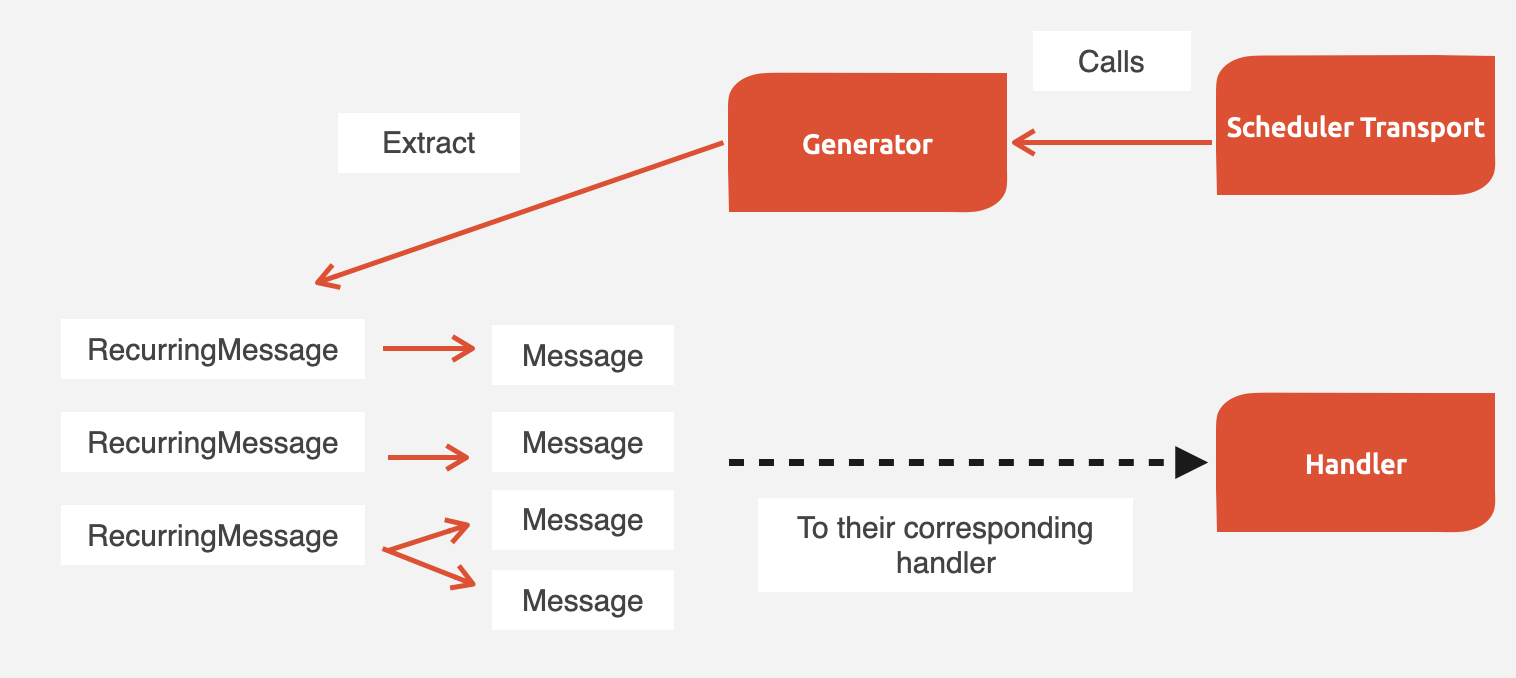 Calls
Scheduler Transport
Generator
Extract
RecurringMessage
Message
RecurringMessage
Message
RecurringMessage
Message
Message
To their corresponding
handler
Handler